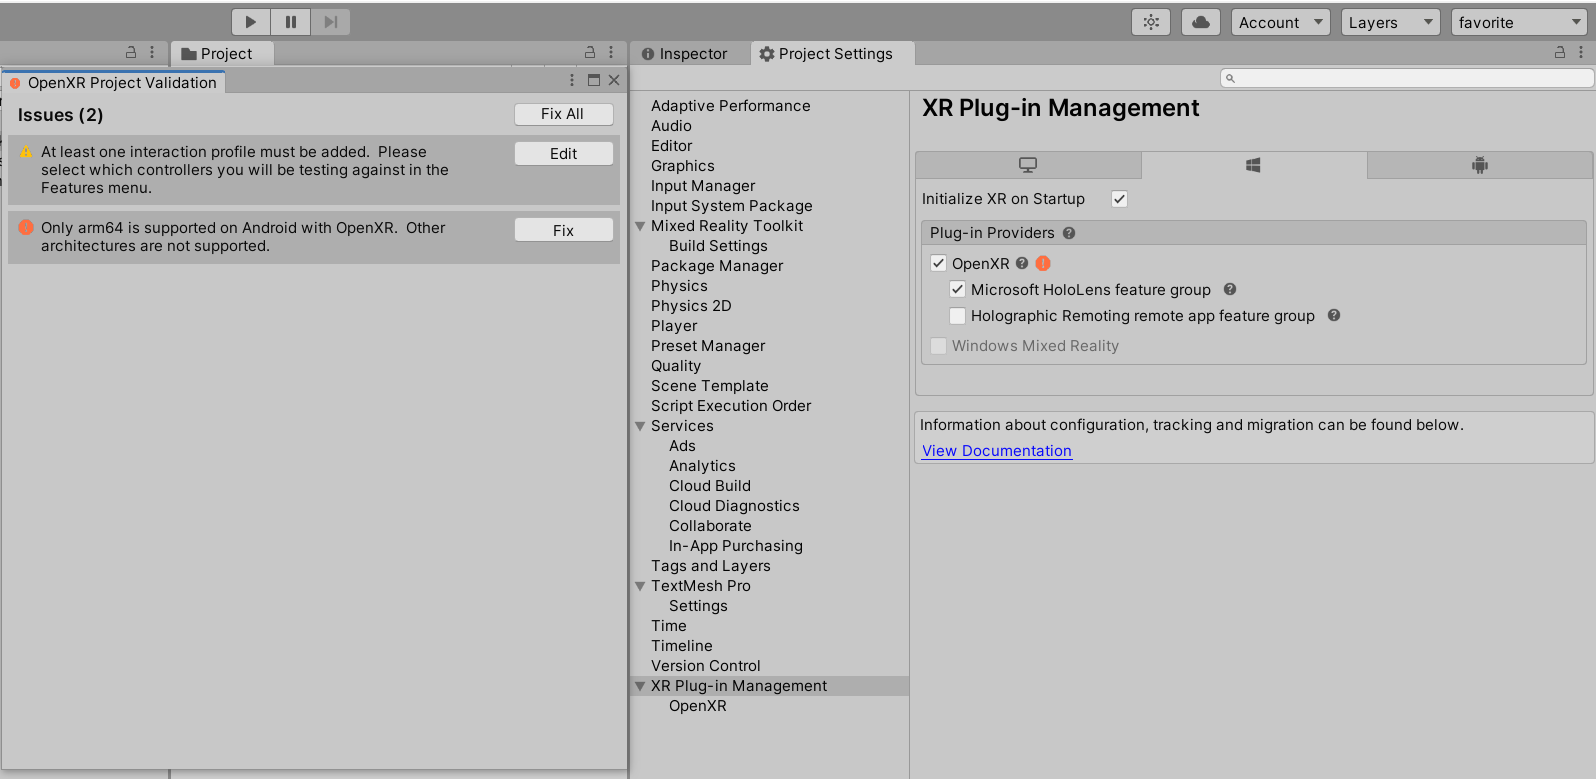 Account
Layers
favorite
Project
Inspector
Project Settings
OpenXR Project Validation
Issues (2)
Fix All
At least one interaction profile must be added.  Please
select which controllers you will be testing against in the
Features menu.
Edit
Only arm64 is supported on Android with OpenXR.  Other
architectures are not supported.
Fix
Adaptive Performance
Audio
Editor
Graphics
Input Manager
Input System Package
Mixed Reality Toolkit
Build Settings
Package Manager
Physics
Physics 2D
Player
Preset Manager
Quality
Scene Template
Script Execution Order
Services
Ads
Analytics
Cloud Build
Cloud Diagnostics
Collaborate
In-App Purchasing
Tags and Layers
TextMesh Pro
Settings
Time
Timeline
Version Control
XR Plug-in Management
OpenXR
XR Plug-in Management
Initialize XR on Startup
Plug-in Providers
OpenXR
Microsoft HoloLens feature group
Holographic Remoting remote app feature group
Windows Mixed Reality
Information about configuration, tracking and migration can be found below.
View Documentation